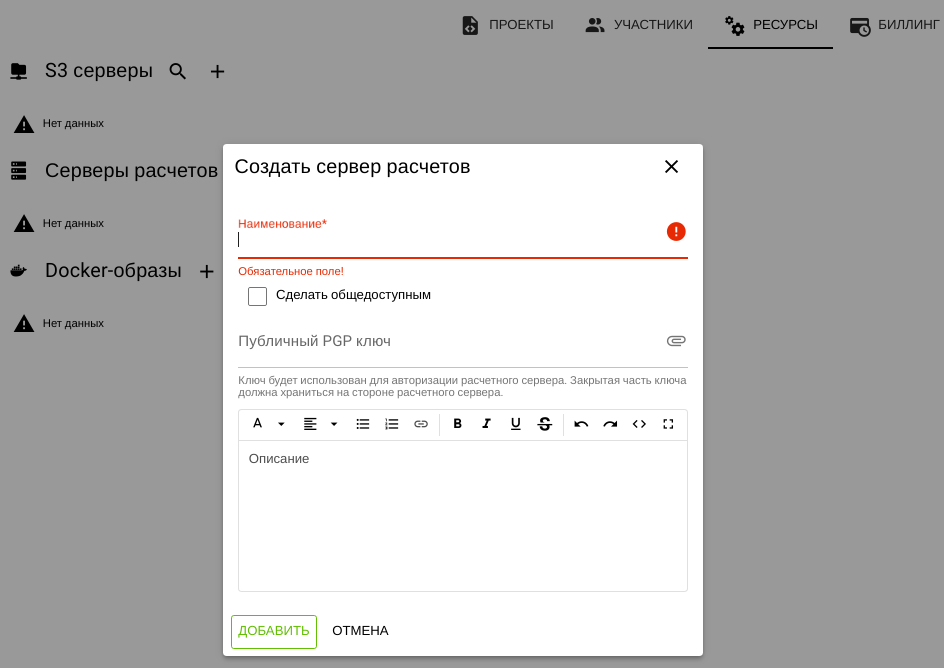 ПРОЕКТЫ УЧАСТНИКИ РЕСУРСЫ БИЛЛИНГ
S3 серверы
Нет данных
Серверы расчетов
Нет данных
Docker-образы
Нет данных
Создать сервер расчетов
Наименование*
Обязательное поле!
Сделать общедоступным
Публичный PGP ключ
Ключ будет использован для авторизации расчетного сервера. Закрытая часть ключа
должна храниться на стороне расчетного сервера.
Описание
ДОБАВИТЬ ОТМЕНА